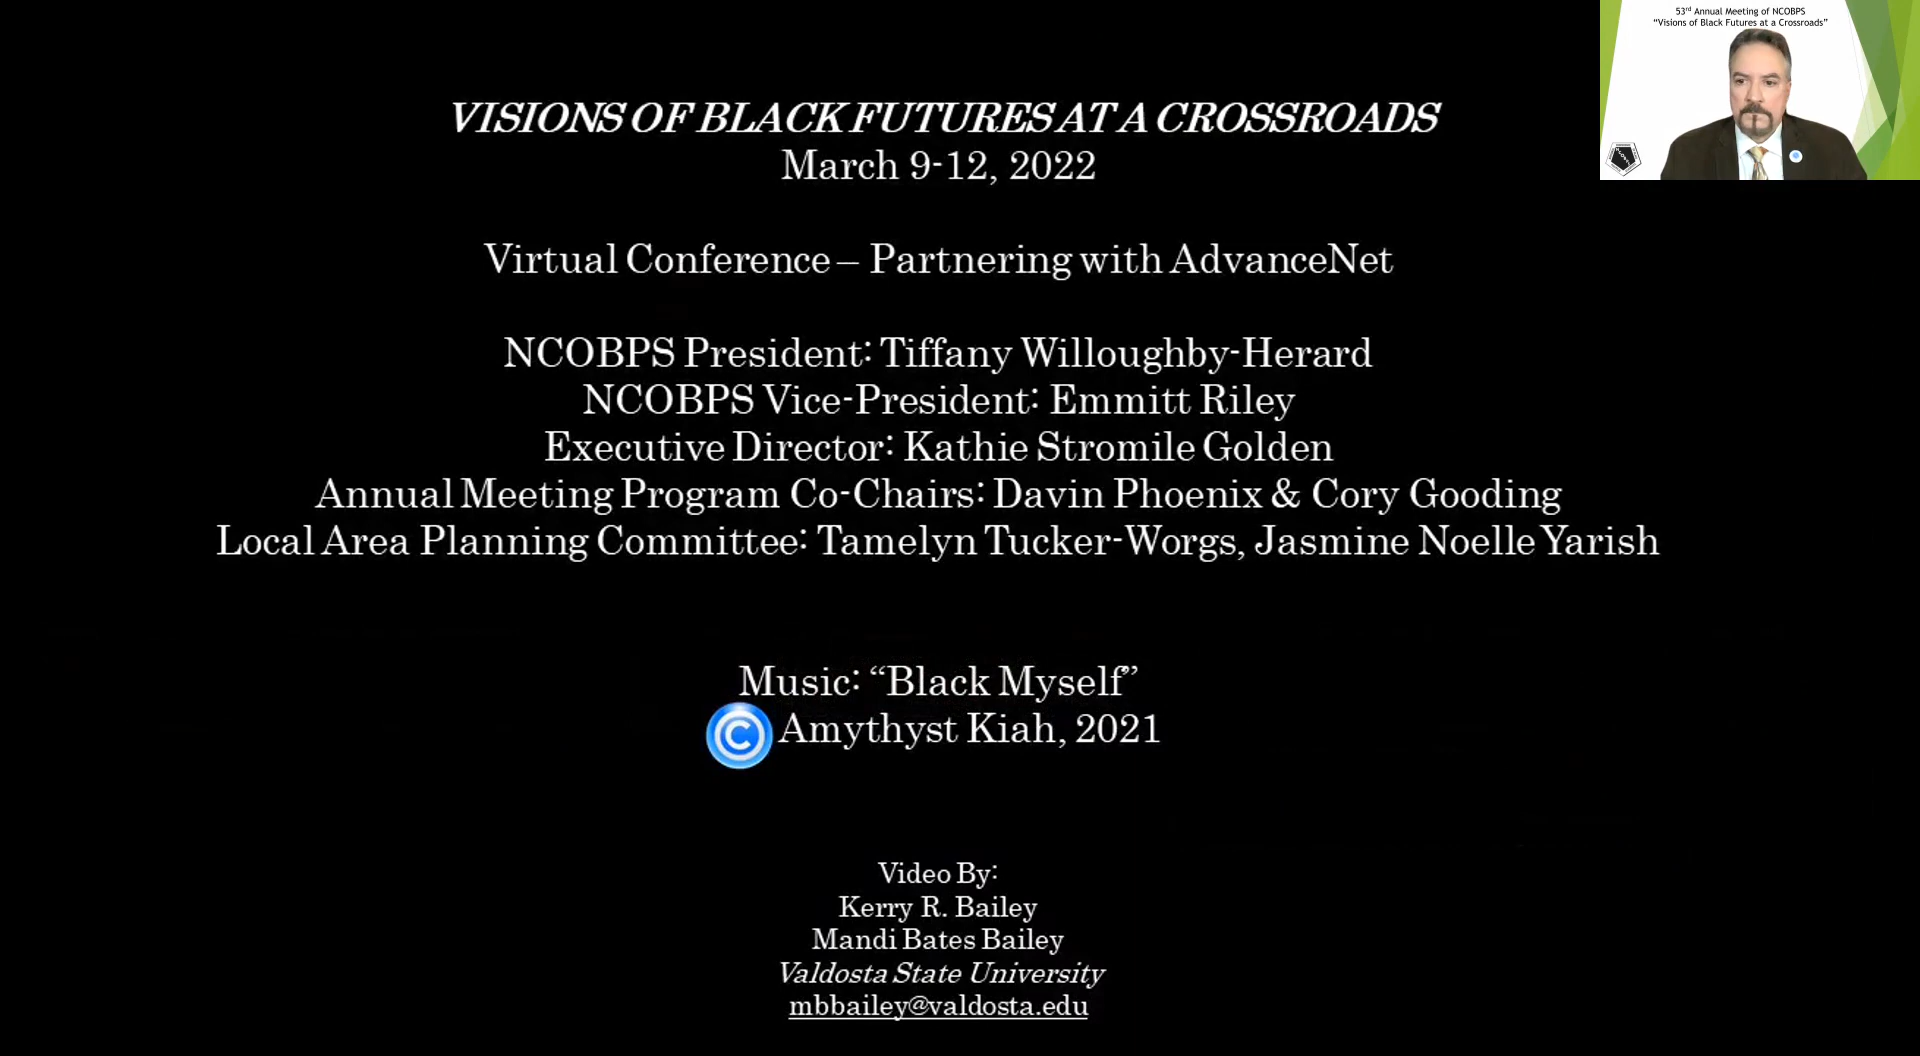 53rd Annual Meeting of NCOBPS
“Visions of Black Futures at a Crossroads”
VISIONS OF BLACK FUTURES AT A CROSSROADS
March 9-12, 2022
Virtual Conference – Partnering with AdvanceNet
NCOBPS President: Tiffany Willoughby-Herard
NCOBPS Vice-President: Emmitt Riley
Executive Director: Kathie Stromile Golden
Annual Meeting Program Co-Chairs: Davin Phoenix & Cory Gooding
Local Area Planning Committee: Tamelyn Tucker-Worgs, Jasmine Noelle Yarish
Music: “Black Myself”
© Amythyst Kiah, 2021
Video By:
Kerry R. Bailey
Mandi Bates Bailey
Valdosta State University
mbbailey@valdosta.edu